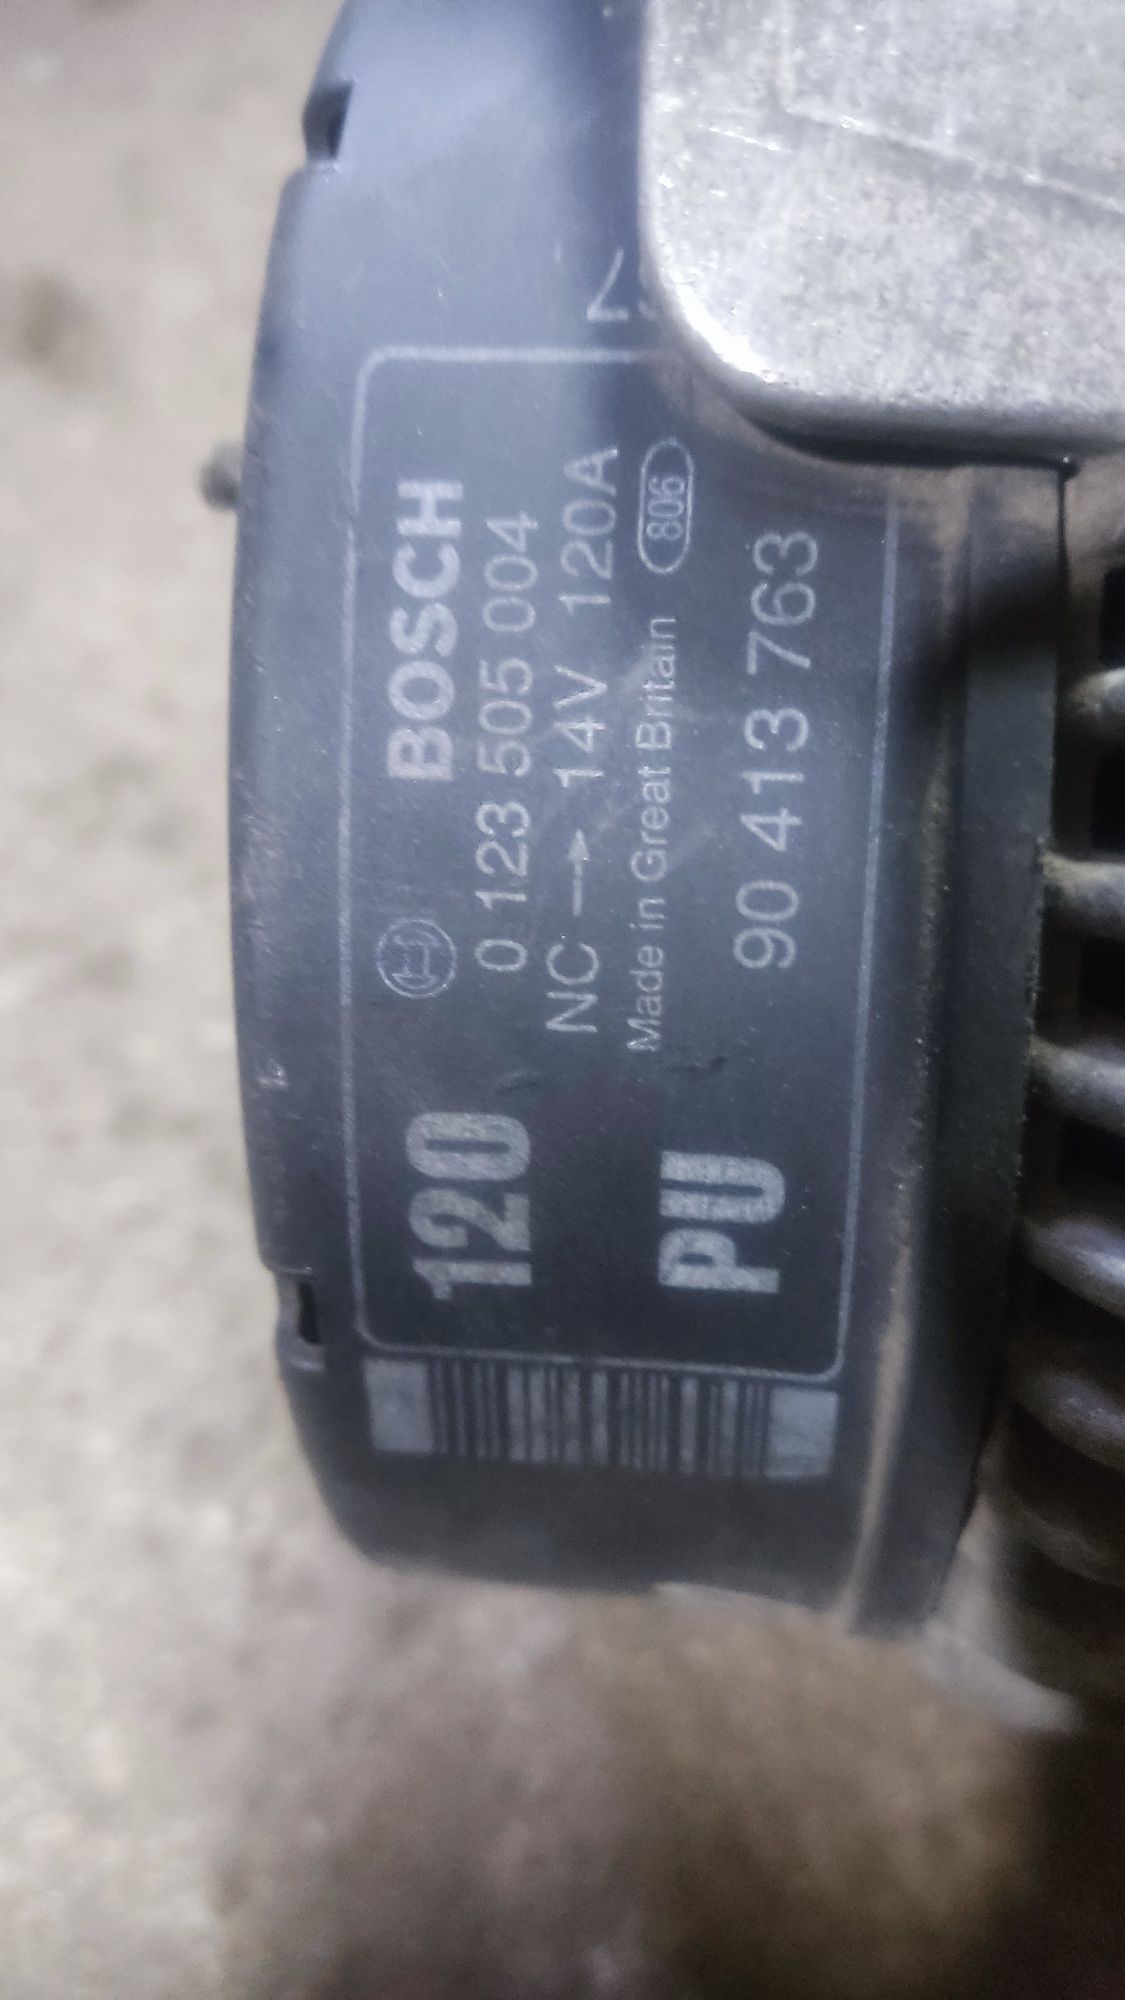 BOSCH
0 123 505 004
NC → 14V 120A
Made in Great Britain 806
90 413 763
120
PU